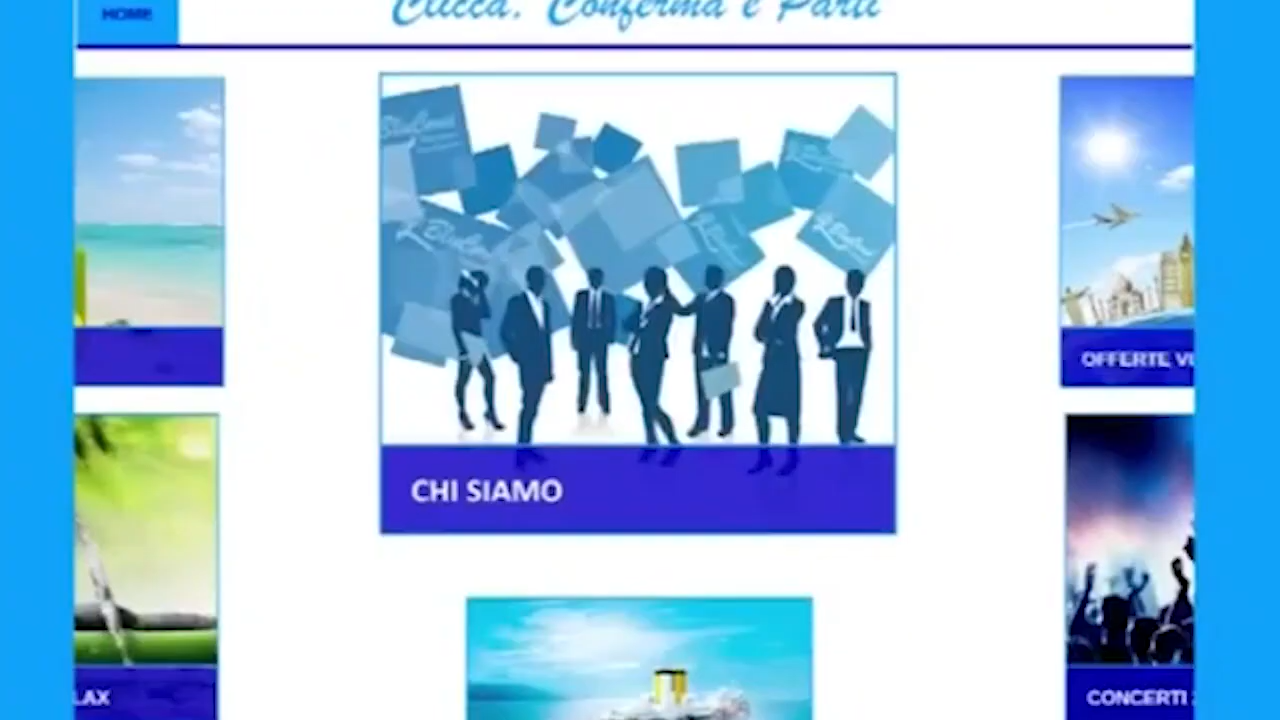 HOME
Clicca, Conferma e Parti
OFFERTE
CHI SIAMO
LAX
CONCERTI